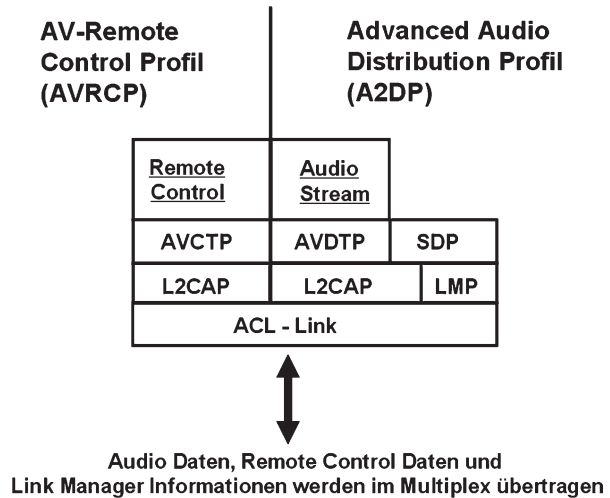 AV-Remote
Control Profil
(AVRCP)
Advanced Audio
Distribution Profil
(A2DP)
Remote
Control
Audio
Stream
AVCTP
AVDTP
SDP
L2CAP
L2CAP
LMP
ACL - Link
Audio Daten, Remote Control Daten und
Link Manager Informationen werden im Multiplex übertragen